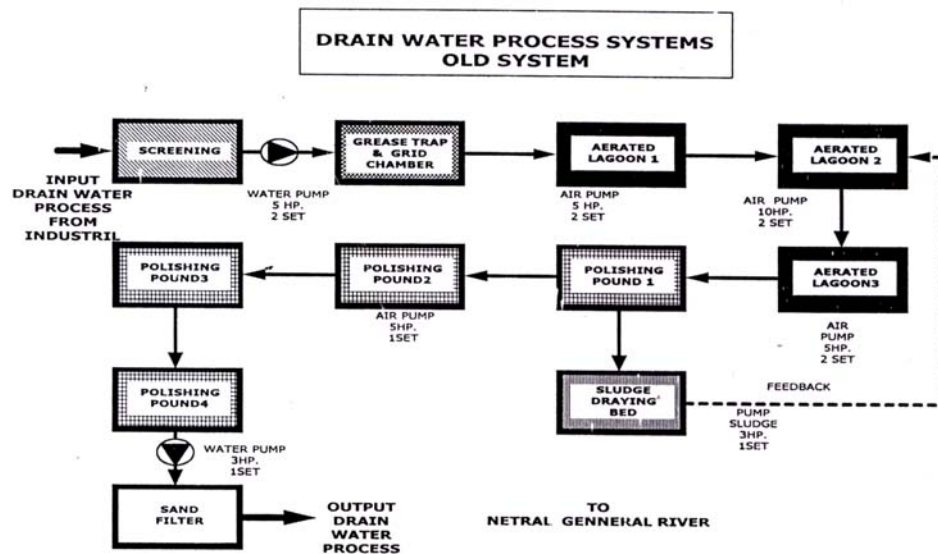 DRAIN WATER PROCESS SYSTEMS
OLD SYSTEM
SCREENING
GREASE TRAP
& GRID
CHAMBER
AERATED
LAGOON 1
AERATED
LAGOON 2
INPUT
DRAIN WATER
PROCESS
FROM
INDUSTRIL
WATER PUMP
5 HP.
2 SET
AIR PUMP
5 HP.
2 SET
AIR PUMP
10HP.
2 SET
POLISHING
POUND3
POLISHING
POUND2
POLISHING
POUND 1
AERATED
LAGOON3
AIR PUMP
5HP.
1SET
AIR
PUMP
5HP.
2 SET
POLISHING
POUND4
SLUDGE
DRAYING
BED
FEEDBACK
PUMP
SLUDGE
3HP.
1SET
WATER PUMP
3HP.
1SET
SAND
FILTER
OUTPUT
DRAIN
WATER
PROCESS
TO
NETRAL GENNERAL RIVER